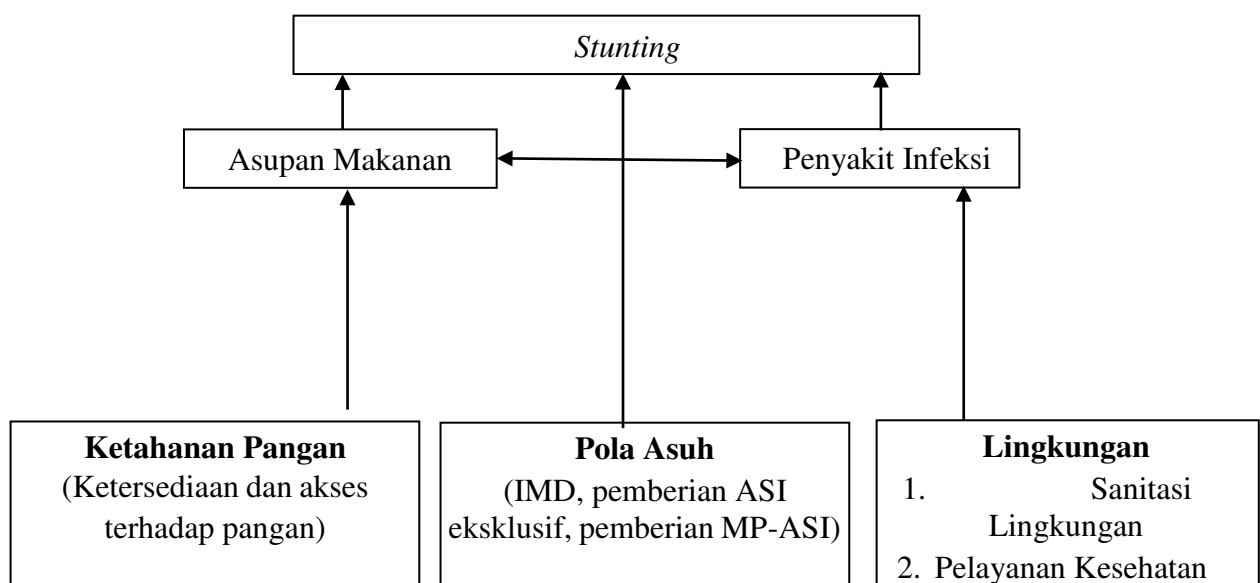 Stunting
Asupan Makanan
Penyakit Infeksi
Ketahanan Pangan
(Ketersediaan dan akses
terhadap pangan)
Pola Asuh
(IMD, pemberian ASI
eksklusif, pemberian MP-ASI)
Lingkungan
1. Sanitasi
Lingkungan
2. Pelayanan Kesehatan